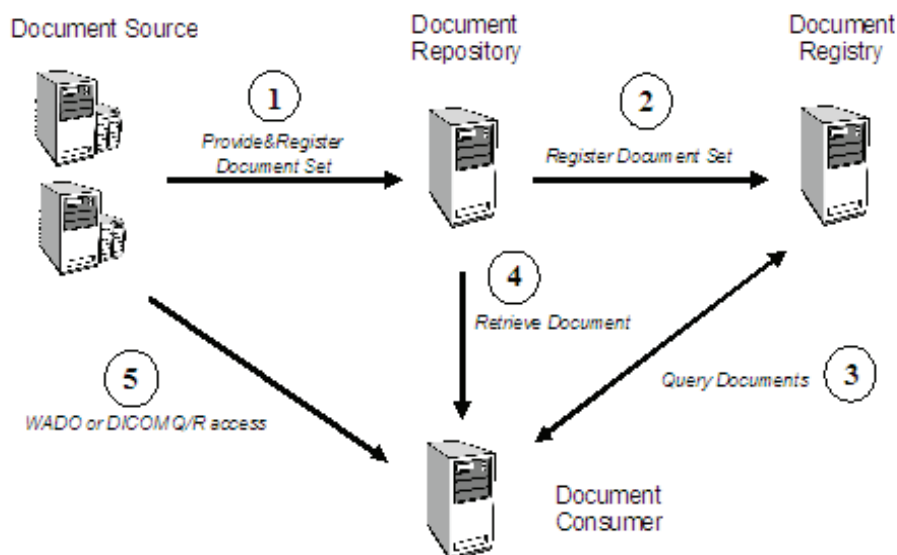 Document Source
Document
Repository
Document
Registry
1
Provide&Register
Document Set
2
Register Document Set
4
Retrieve Document
3
Query Documents
5
WADO or DICOMQ/R access
Document
Consumer